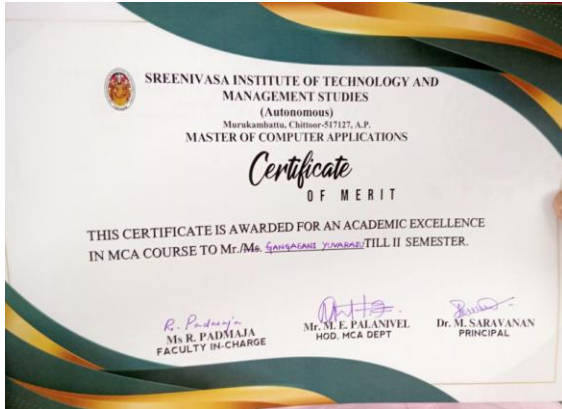 SREENIVASA INSTITUTE OF TECHNOLOGY AND
MANAGEMENT STUDIES
(Autonomous)
Murukambattu, Chittoor-517127, A.P.
MASTER OF COMPUTER APPLICATIONS
Certificate
OF MERIT
THIS CERTIFICATE IS AWARDED FOR AN ACADEMIC EXCELLENCE
IN MCA COURSE TO Mr./Ms. YUVARAJU TILL II SEMESTER.
R. Padmaja
Ms R. PADMAJA
FACULTY IN-CHARGE
Mr. M. E. PALANIVEL
HOD, MCA DEPT
Dr. M. SARAVANAN
PRINCIPAL